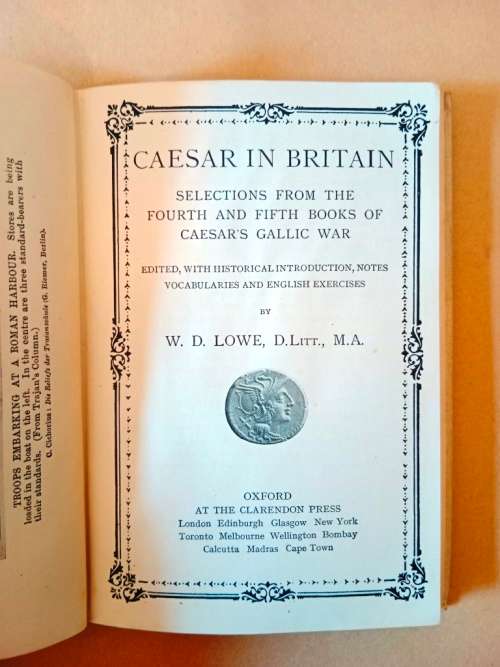 TROOPS EMBARKING AT A ROMAN HARBOUR. Stores are being
loaded in the boat on the left. In the centre are three standard-bearers with
their standards. (From Trajan's Column.)
C. Cichorius: Die Reliefs der Traianssäule (G. Riemer, Berlin).
CAESAR IN BRITAIN
SELECTIONS FROM THE
FOURTH AND FIFTH BOOKS OF
CAESAR'S GALLIC WAR
EDITED, WITH HISTORICAL INTRODUCTION, NOTES
VOCABULARIES AND ENGLISH EXERCISES
BY
W. D. LOWE, D.LITT., M.A.
OXFORD
AT THE CLARENDON PRESS
London Edinburgh Glasgow New York
Toronto Melbourne Wellington Bombay
Calcutta Madras Cape Town